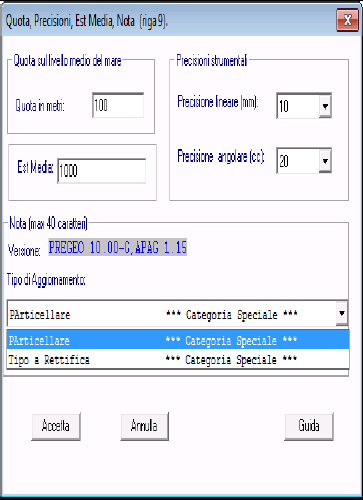 Quota, Precisioni, Est Media, Nota (riga 9).
Quota sul livello medio del mare
Quota in metri:
100
Precisioni strumentali
Precisione lineare (mm):
10
Precisione angolare (cc):
20
Est Media:
1000
Nota (max 40 caratteri)
Versione: PREGEO 10.00-G,APAG 1.15
Tipo di Aggiornamento:
PArticellare *** Categoria Speciale ***
PArticellare *** Categoria Speciale ***
Tipo a Rettifica *** Categoria Speciale ***
Accetta
Annulla
Guida